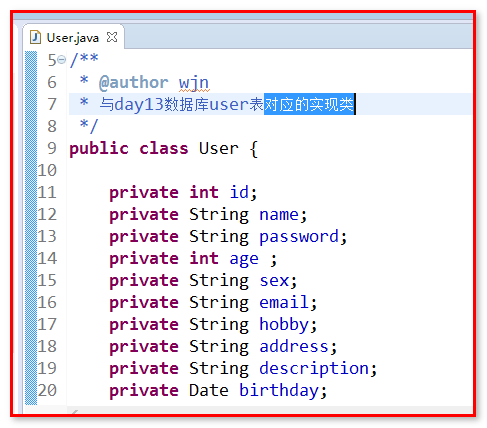 User.java
5 /**
6  * @author wjn
7  * 与day13数据库user表对应的实现类
8  */
9 public class User {
10
11     private int id;
12     private String name;
13     private String password;
14     private int age ;
15     private String sex;
16     private String email;
17     private String hobby;
18     private String address;
19     private String description;
20     private Date birthday;